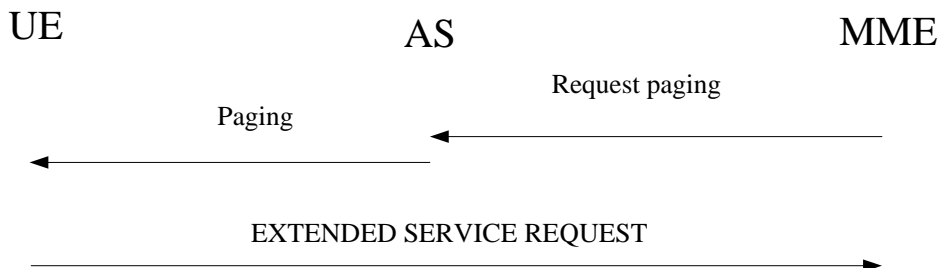 UE
AS
MME
Request paging
Paging
EXTENDED SERVICE REQUEST